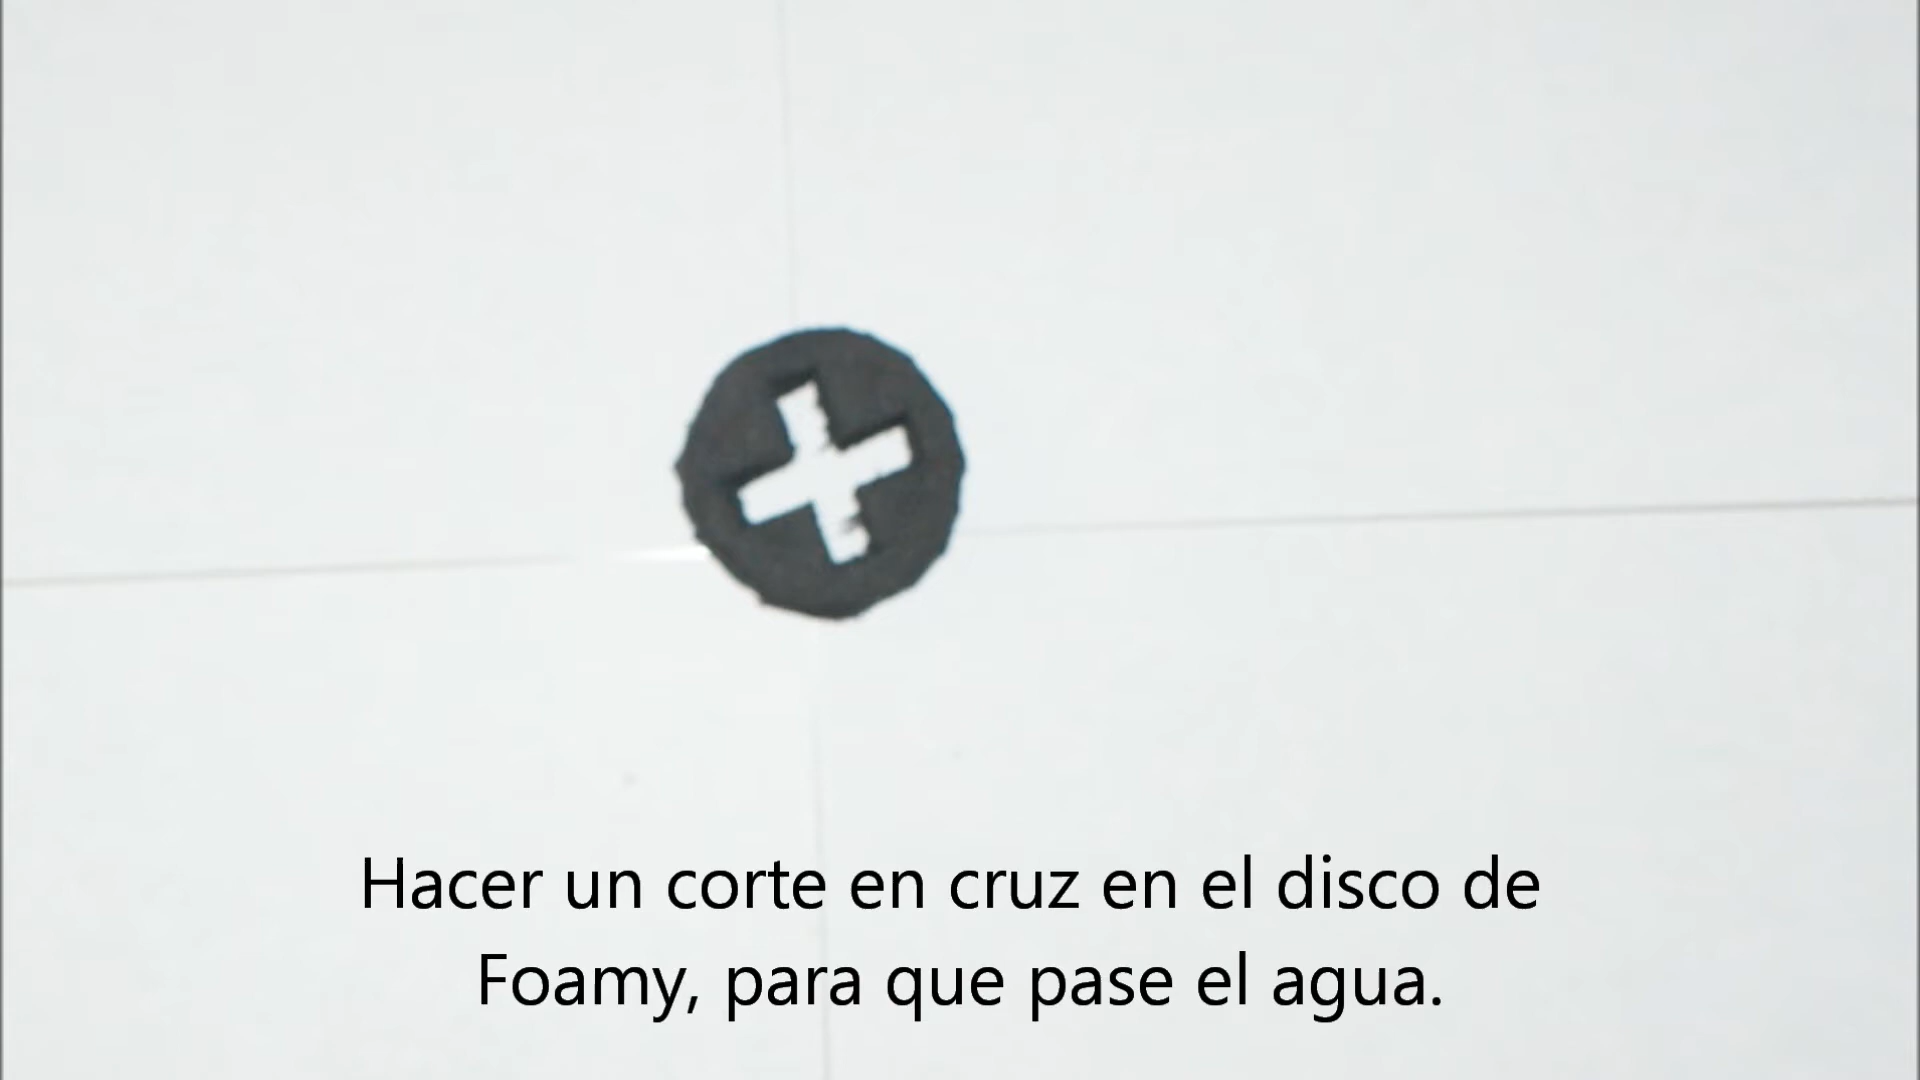 Hacer un corte en cruz en el disco de
Foamy, para que pase el agua.